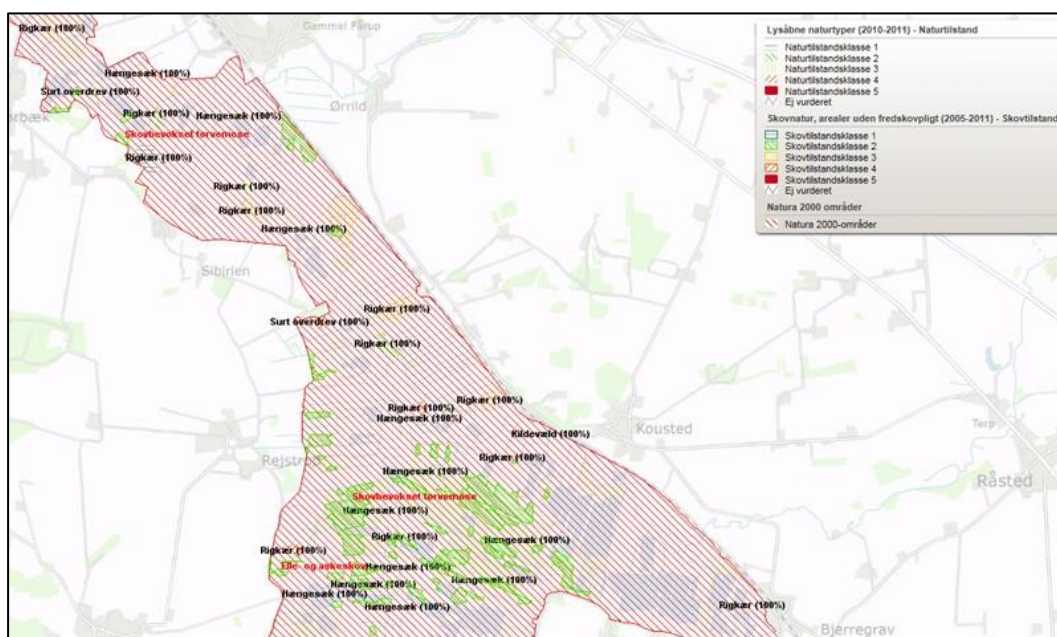 Rigkær (100%)
Gammel Fårup
Lysåbne naturtyper (2010-2011) - Naturtilstand
Naturtilstandsklasse 1
Naturtilstandsklasse 2
Naturtilstandsklasse 3
Naturtilstandsklasse 4
Naturtilstandsklasse 5
Ej vurderet
Skovnatur, arealer uden fredskovpligt (2005-2011) - Skovtilstand
Skovtilstandsklasse 1
Skovtilstandsklasse 2
Skovtilstandsklasse 3
Skovtilstandsklasse 4
Skovtilstandsklasse 5
Ej vurderet
Natura 2000 områder
Natura 2000-områder
Hængesæk (100%)
Surt overdrev (100%)
Ørrild
Rigkær (100%)
Hængesæk (100%)
Skovbevokset tørvemose
Rigkær (100%)
Rigkær (100%)
Rigkær (100%)
Hængesæk (100%)
Sibirien
Rigkær (100%)
Surt overdrev (100%)
Rigkær (100%)
Rigkær (100%)
Rigkær (100%)
Hængesæk (100%)
Kildevæld (100%)
Kousted
Terp
Rigkær (100%)
Hængesæk (100%)
Råsted
Skovbevokset tørvemose
Hængesæk (100%)
Rigkær (100%)
Hængesæk (100%)
Rigkær (100%)
Elle- og askeskov
Hængesæk (100%)
Hængesæk (100%)
Hængesæk (100%)
Hængesæk (100%)
Hængesæk (100%)
Rigkær (100%)
Bjerregrav